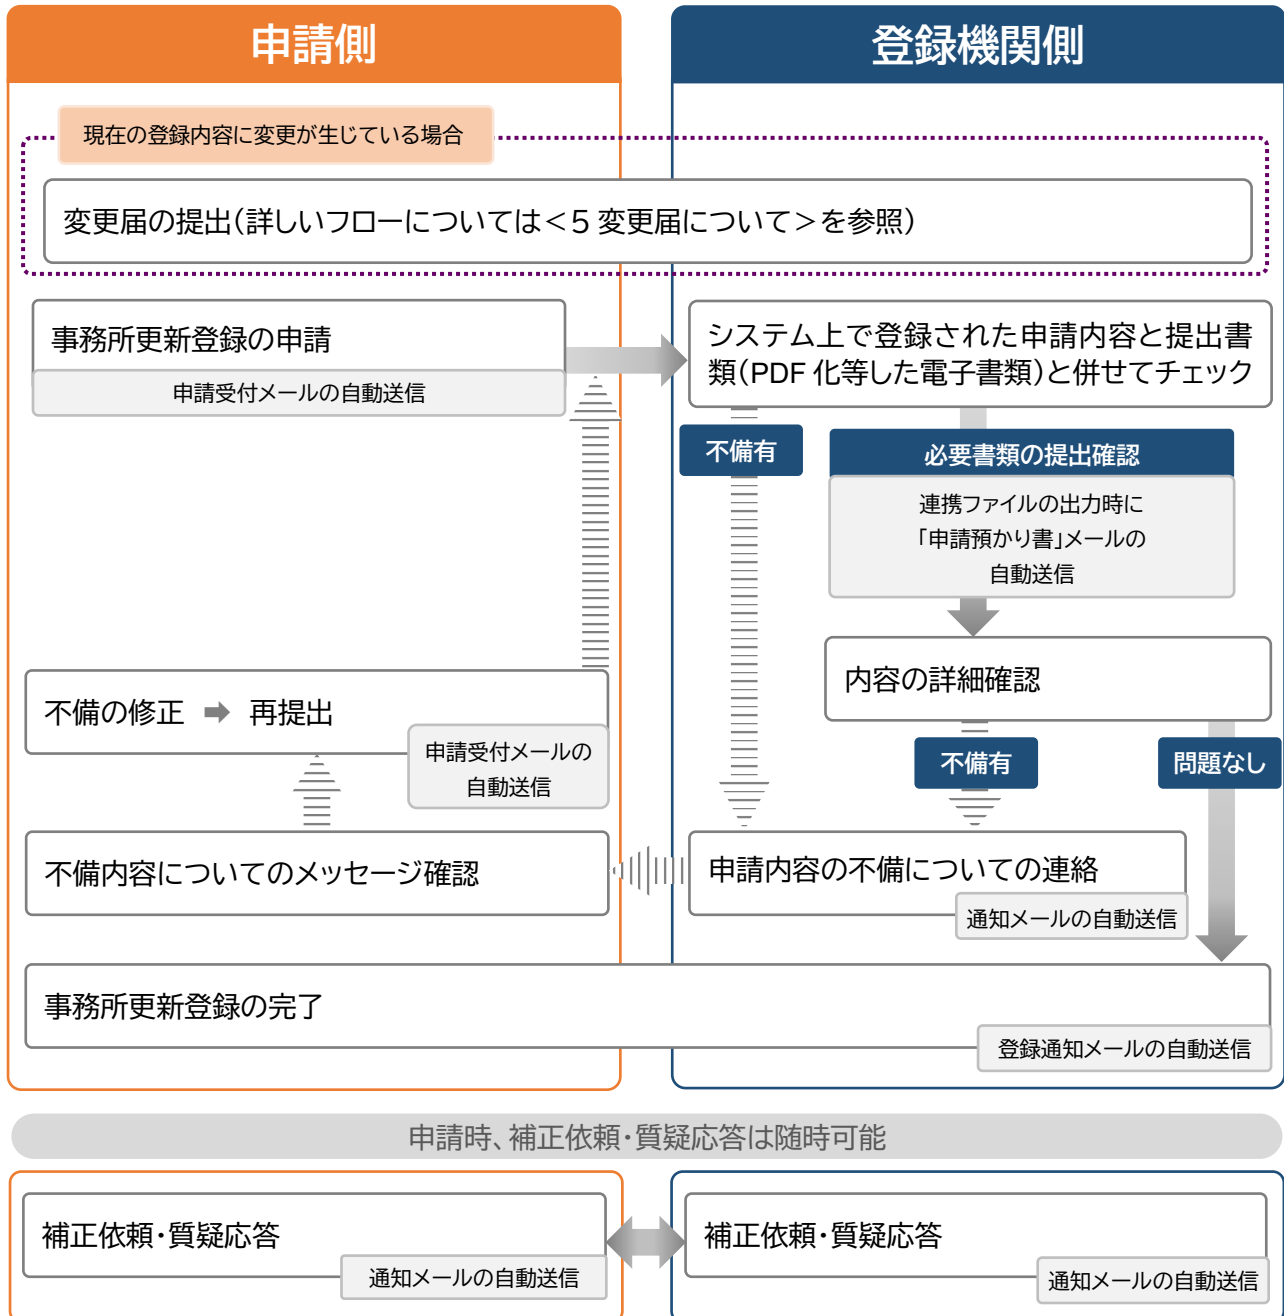 申請側
登録機関側
現在の登録内容に変更が生じている場合
変更届の提出（詳しいフローについては＜５ 変更届について＞を参照）
事務所更新登録の申請
申請受付メールの自動送信
システム上で登録された申請内容と提出書
類（PDF 化等した電子書類）と併せてチェック
不備有
必要書類の提出確認
連携ファイルの出力時に
「申請預かり書」メールの
自動送信
内容の詳細確認
不備の修正 ➡ 再提出
申請受付メールの
自動送信
不備有
問題なし
不備内容についてのメッセージ確認
申請内容の不備についての連絡
通知メールの自動送信
事務所更新登録の完了
登録通知メールの自動送信
申請時、補正依頼・質疑応答は随時可能
補正依頼・質疑応答
通知メールの自動送信
補正依頼・質疑応答
通知メールの自動送信